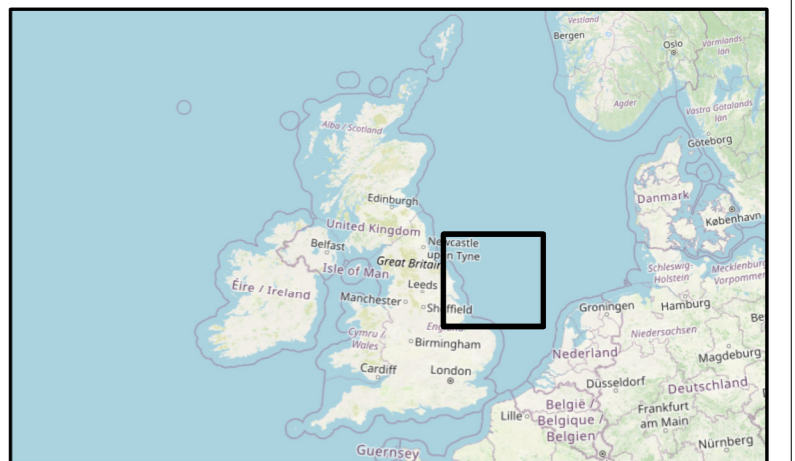 Vestland
Bergen
Oslo
Värmlands
län
Agder
Västra Götalands
län
Göteborg
Alba / Scotland
Danmark
København
Edinburgh
United Kingdom
Belfast
Newcastle
upon Tyne
Great Britain
Isle of Man
Schleswig-
Holstein
Mecklenburg
Vorpommer
Leeds
Éire / Ireland
Manchester
Sheffield
Groningen
Hamburg
Be
England
Cymru /
Wales
Niedersachsen
Birmingham
Nederland
Magdeburg
Cardiff
London
Düsseldorf
Deutschland
België /
Belgique /
Belgien
Lille
Frankfurt
am Main
Nürnberg
Guernsey